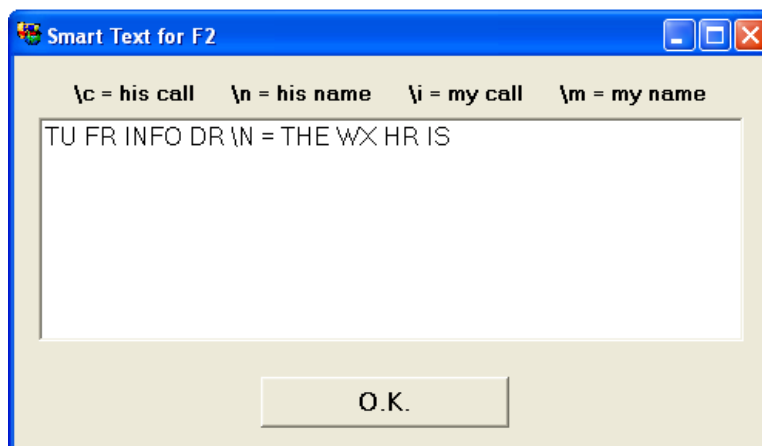 Smart Text for F2
\c = his call \n = his name \i = my call \m = my name
TU FR INFO DR \N = THE WX HR IS
O.K.